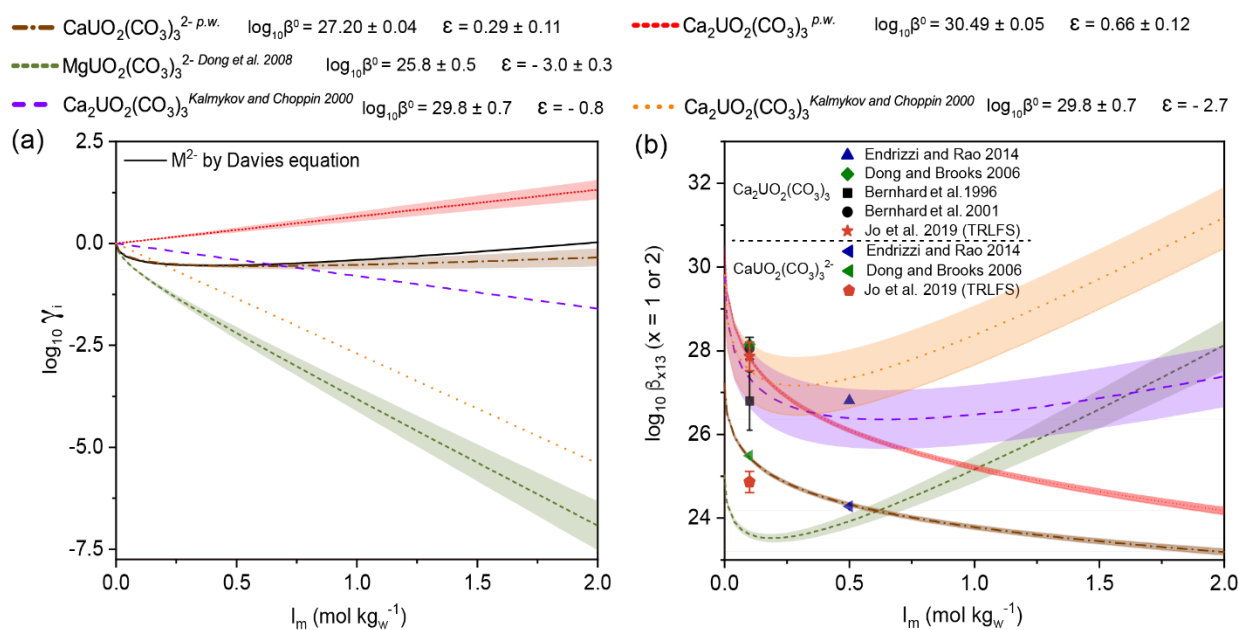 CaUO₂(CO₃)₃²⁻ p.w. log₁₀β⁰ = 27.20 ± 0.04 ε = 0.29 ± 0.11
Ca₂UO₂(CO₃)₃ p.w. log₁₀β⁰ = 30.49 ± 0.05 ε = 0.66 ± 0.12
MgUO₂(CO₃)₃²⁻ Dong et al. 2008 log₁₀β⁰ = 25.8 ± 0.5 ε = - 3.0 ± 0.3
Ca₂UO₂(CO₃)₃ Kalmykov and Choppin 2000 log₁₀β⁰ = 29.8 ± 0.7 ε = - 0.8
Ca₂UO₂(CO₃)₃ Kalmykov and Choppin 2000 log₁₀β⁰ = 29.8 ± 0.7 ε = - 2.7
(a)
M²⁻ by Davies equation
log₁₀ γᵢ
2.5
0.0
-2.5
-5.0
-7.5
0.0 0.5 1.0 1.5 2.0
Iₘ (mol kg_w⁻¹)
(b)
Ca₂UO₂(CO₃)₃
Endrizzi and Rao 2014
Dong and Brooks 2006
Bernhard et al. 1996
Bernhard et al. 2001
Jo et al. 2019 (TRLFS)
CaUO₂(CO₃)₃²⁻
Endrizzi and Rao 2014
Dong and Brooks 2006
Jo et al. 2019 (TRLFS)
log₁₀ βₓ₁₃ (x = 1 or 2)
32
30
28
26
24
0.0 0.5 1.0 1.5 2.0
Iₘ (mol kg_w⁻¹)